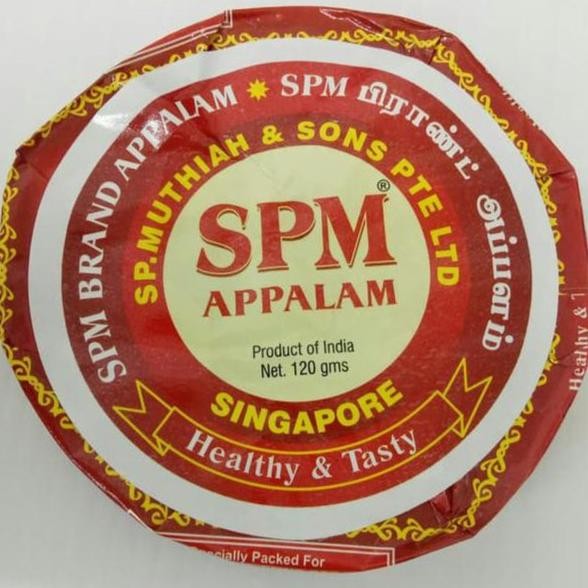 SPM BRAND APPALAM ✷ SPM பிராண்ட் அப்பளம்
SP.MUTHIAH & SONS PTE LTD
SPM®
APPALAM
Product of India
Net. 120 gms
SINGAPORE
Healthy & Tasty
Packed For
Healthy &